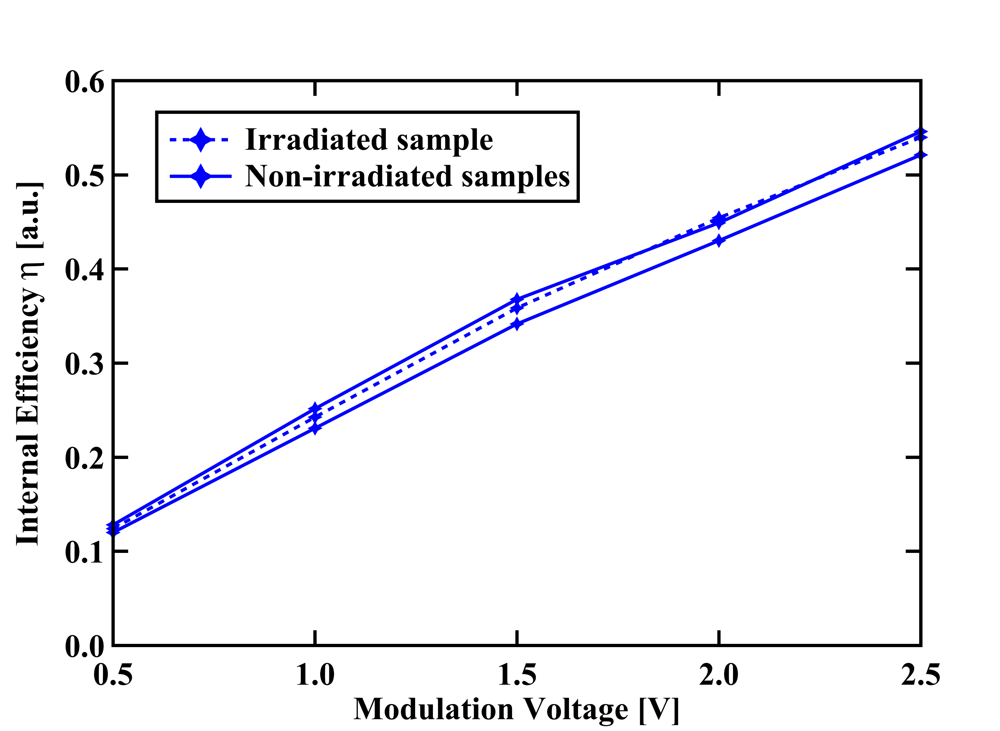 0.6
0.5
0.4
0.3
0.2
0.1
0.0
Internal Efficiency η [a.u.]
Irradiated sample
Non-irradiated samples
0.5 1.0 1.5 2.0 2.5
Modulation Voltage [V]